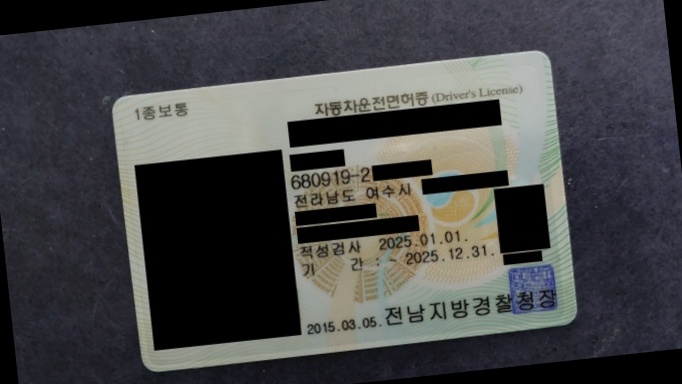 1종보통
자동차운전면허증 (Driver's License)
680919-2
전라남도 여수시
적성검사 2025.01.01.
기 간 : ~ 2025.12.31.
2015.03.05. 전남지방경찰청장